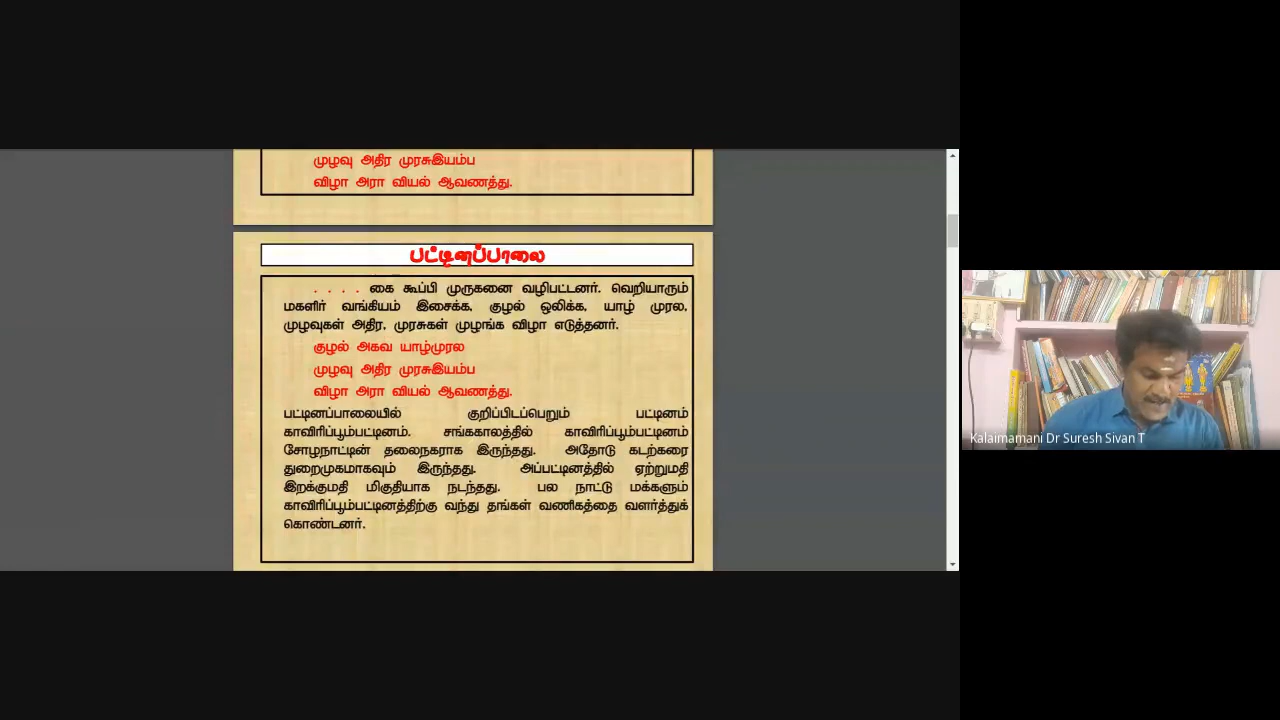 முழவு அதிர முரசுஇயம்ப
விழா அரா வியல் ஆவணத்து.
பட்டினப்பாலை
. . . . கை கூப்பி முருகனை வழிபட்டனர். வெறியாரும்
மகளிர் வங்கியம் இசைக்க, குழல் ஒலிக்க, யாழ் முரல,
முழவுகள் அதிர, முரசுகள் முழங்க விழா எடுத்தனர்.
குழல் அகவ யாழ்முரல
முழவு அதிர முரசுஇயம்ப
விழா அரா வியல் ஆவணத்து.
பட்டினப்பாலையில் குறிப்பிடப்பெறும் பட்டினம்
காவிரிப்பூம்பட்டினம். சங்ககாலத்தில் காவிரிப்பூம்பட்டினம்
சோழநாட்டின் தலைநகராக இருந்தது. அதோடு கடற்கரை
துறைமுகமாகவும் இருந்தது. அப்பட்டினத்தில் ஏற்றுமதி
இறக்குமதி மிகுதியாக நடந்தது. பல நாட்டு மக்களும்
காவிரிப்பூம்பட்டினத்திற்கு வந்து தங்கள் வணிகத்தை வளர்த்துக்
கொண்டனர்.
Kalaimamani Dr Suresh Sivan T